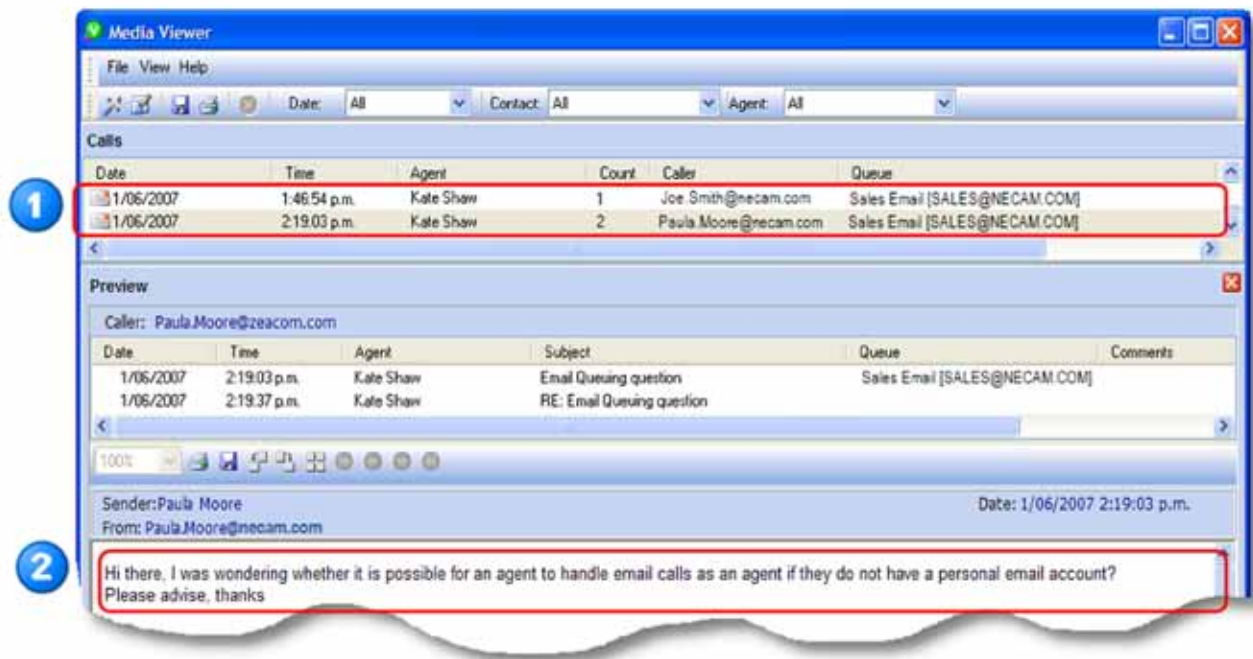 Media Viewer
File View Help
Date: All Contact: All Agent: All
Calls
Date Time Agent Count Caller Queue
1
1/06/2007 1:46:54 p.m. Kate Shaw 1 Joe.Smith@necam.com Sales Email [SALES@NECAM.COM]
1/06/2007 2:19:03 p.m. Kate Shaw 2 Paula.Moore@necam.com Sales Email [SALES@NECAM.COM]
Preview
Caller: Paula.Moore@zeacom.com
Date Time Agent Subject Queue Comments
1/06/2007 2:19:03 p.m. Kate Shaw Email Queuing question Sales Email [SALES@NECAM.COM]
1/06/2007 2:19:37 p.m. Kate Shaw RE: Email Queuing question
100%
Sender:Paula Moore Date: 1/06/2007 2:19:03 p.m.
From: Paula.Moore@necam.com
2
Hi there, I was wondering whether it is possible for an agent to handle email calls as an agent if they do not have a personal email account?
Please advise, thanks